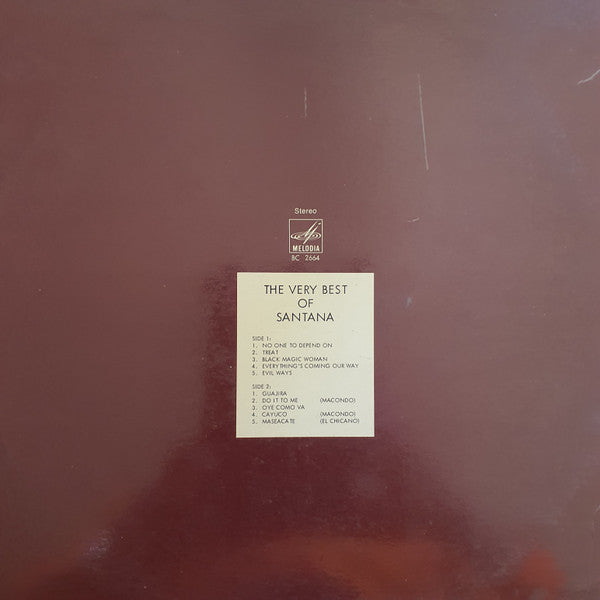 Stereo
MELODIA
BC 2664
THE VERY BEST
OF
SANTANA
SIDE 1:
1. NO ONE TO DEPEND ON
2. TREAT
3. BLACK MAGIC WOMAN
4. EVERYTHING'S COMING OUR WAY
5. EVIL WAYS
SIDE 2:
1. GUAJIRA
2. DO IT TO ME (MACONDO)
3. OYE COMO VA
4. CAYUCO (MACONDO)
5. MASEACATE (EL CHICANO)